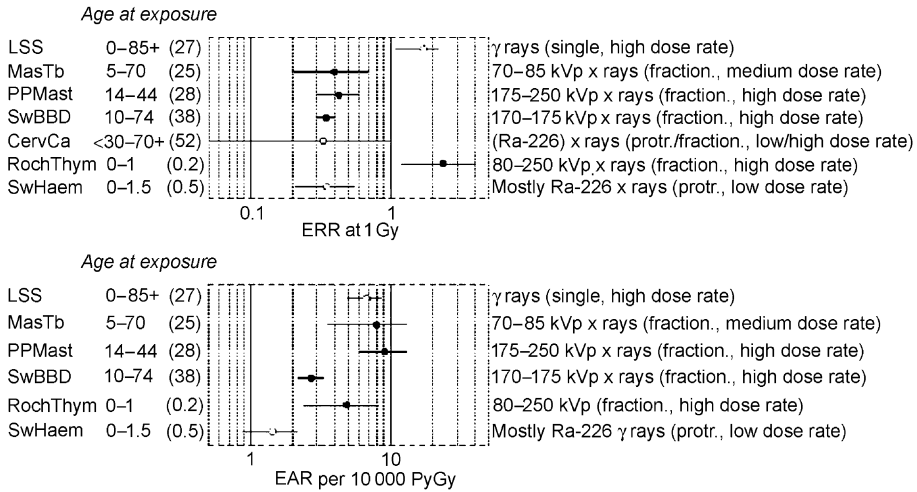 Age at exposure
LSS 0–85+ (27) γ rays (single, high dose rate)
MasTb 5–70 (25) 70–85 kVp x rays (fraction., medium dose rate)
PPMast 14–44 (28) 175–250 kVp x rays (fraction., high dose rate)
SwBBD 10–74 (38) 170–175 kVp x rays (fraction., high dose rate)
CervCa <30–70+ (52) (Ra-226) x rays (protr./fraction., low/high dose rate)
RochThym 0–1 (0.2) 80–250 kVp x rays (fraction., high dose rate)
SwHaem 0–1.5 (0.5) Mostly Ra-226 x rays (protr., low dose rate)
0.1 1
ERR at 1 Gy
Age at exposure
LSS 0–85+ (27) γ rays (single, high dose rate)
MasTb 5–70 (25) 70–85 kVp x rays (fraction., medium dose rate)
PPMast 14–44 (28) 175–250 kVp x rays (fraction., high dose rate)
SwBBD 10–74 (38) 170–175 kVp x rays (fraction., high dose rate)
RochThym 0–1 (0.2) 80–250 kVp (fraction., high dose rate)
SwHaem 0–1.5 (0.5) Mostly Ra-226 γ rays (protr., low dose rate)
1 10
EAR per 10 000 PyGy